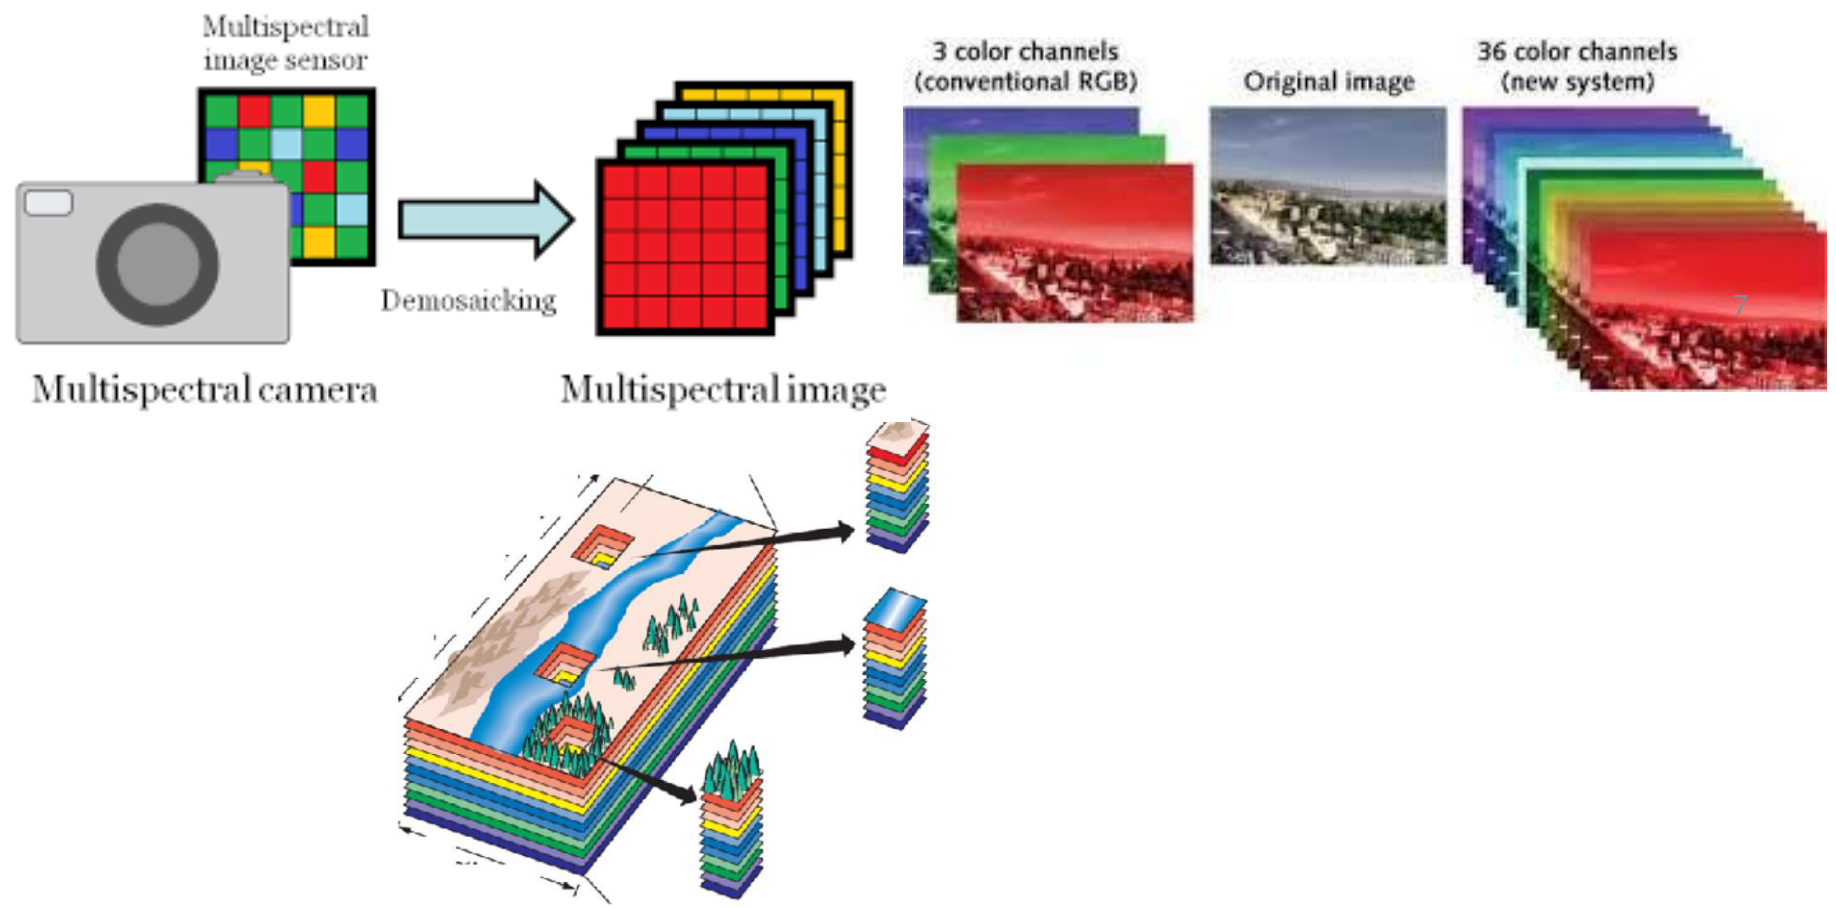 Multispectral
image sensor
Demosaicking
Multispectral camera
Multispectral image
3 color channels
(conventional RGB)
Original image
36 color channels
(new system)
7